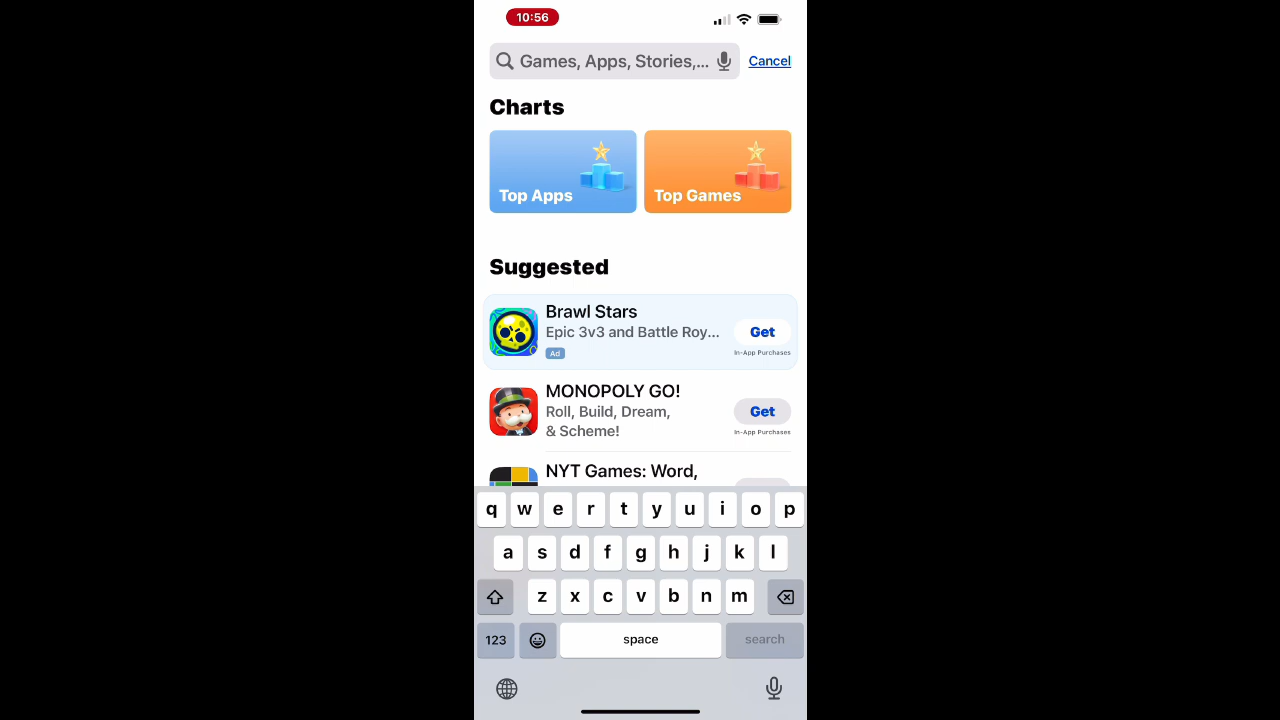 10:56
Games, Apps, Stories,...
Cancel
Charts
Top Apps
Top Games
Suggested
Brawl Stars
Epic 3v3 and Battle Roy...
Ad
Get
In-App Purchases
MONOPOLY GO!
Roll, Build, Dream,
& Scheme!
Get
In-App Purchases
NYT Games: Word,
q w e r t y u i o p
a s d f g h j k l
z x c v b n m
123 space search